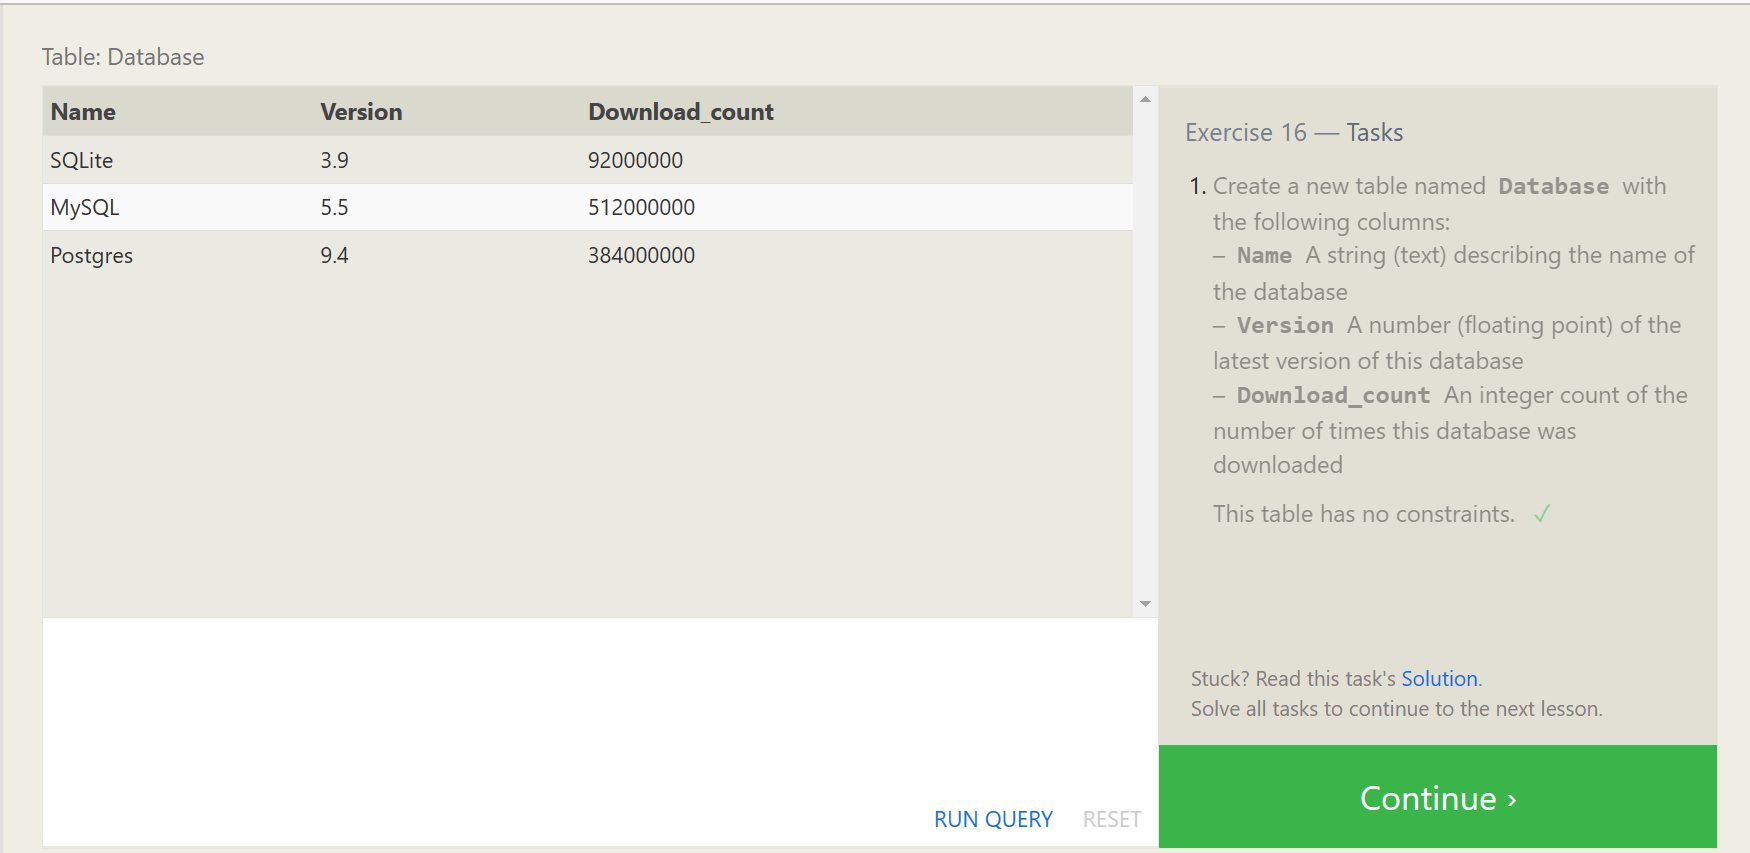 Table: Database
Name Version Download_count
SQLite 3.9 92000000
MySQL 5.5 512000000
Postgres 9.4 384000000
RUN QUERY RESET
Exercise 16 — Tasks
1. Create a new table named Database with
the following columns:
– Name A string (text) describing the name of
the database
– Version A number (floating point) of the
latest version of this database
– Download_count An integer count of the
number of times this database was
downloaded
This table has no constraints. ✓
Stuck? Read this task's Solution.
Solve all tasks to continue to the next lesson.
Continue ›